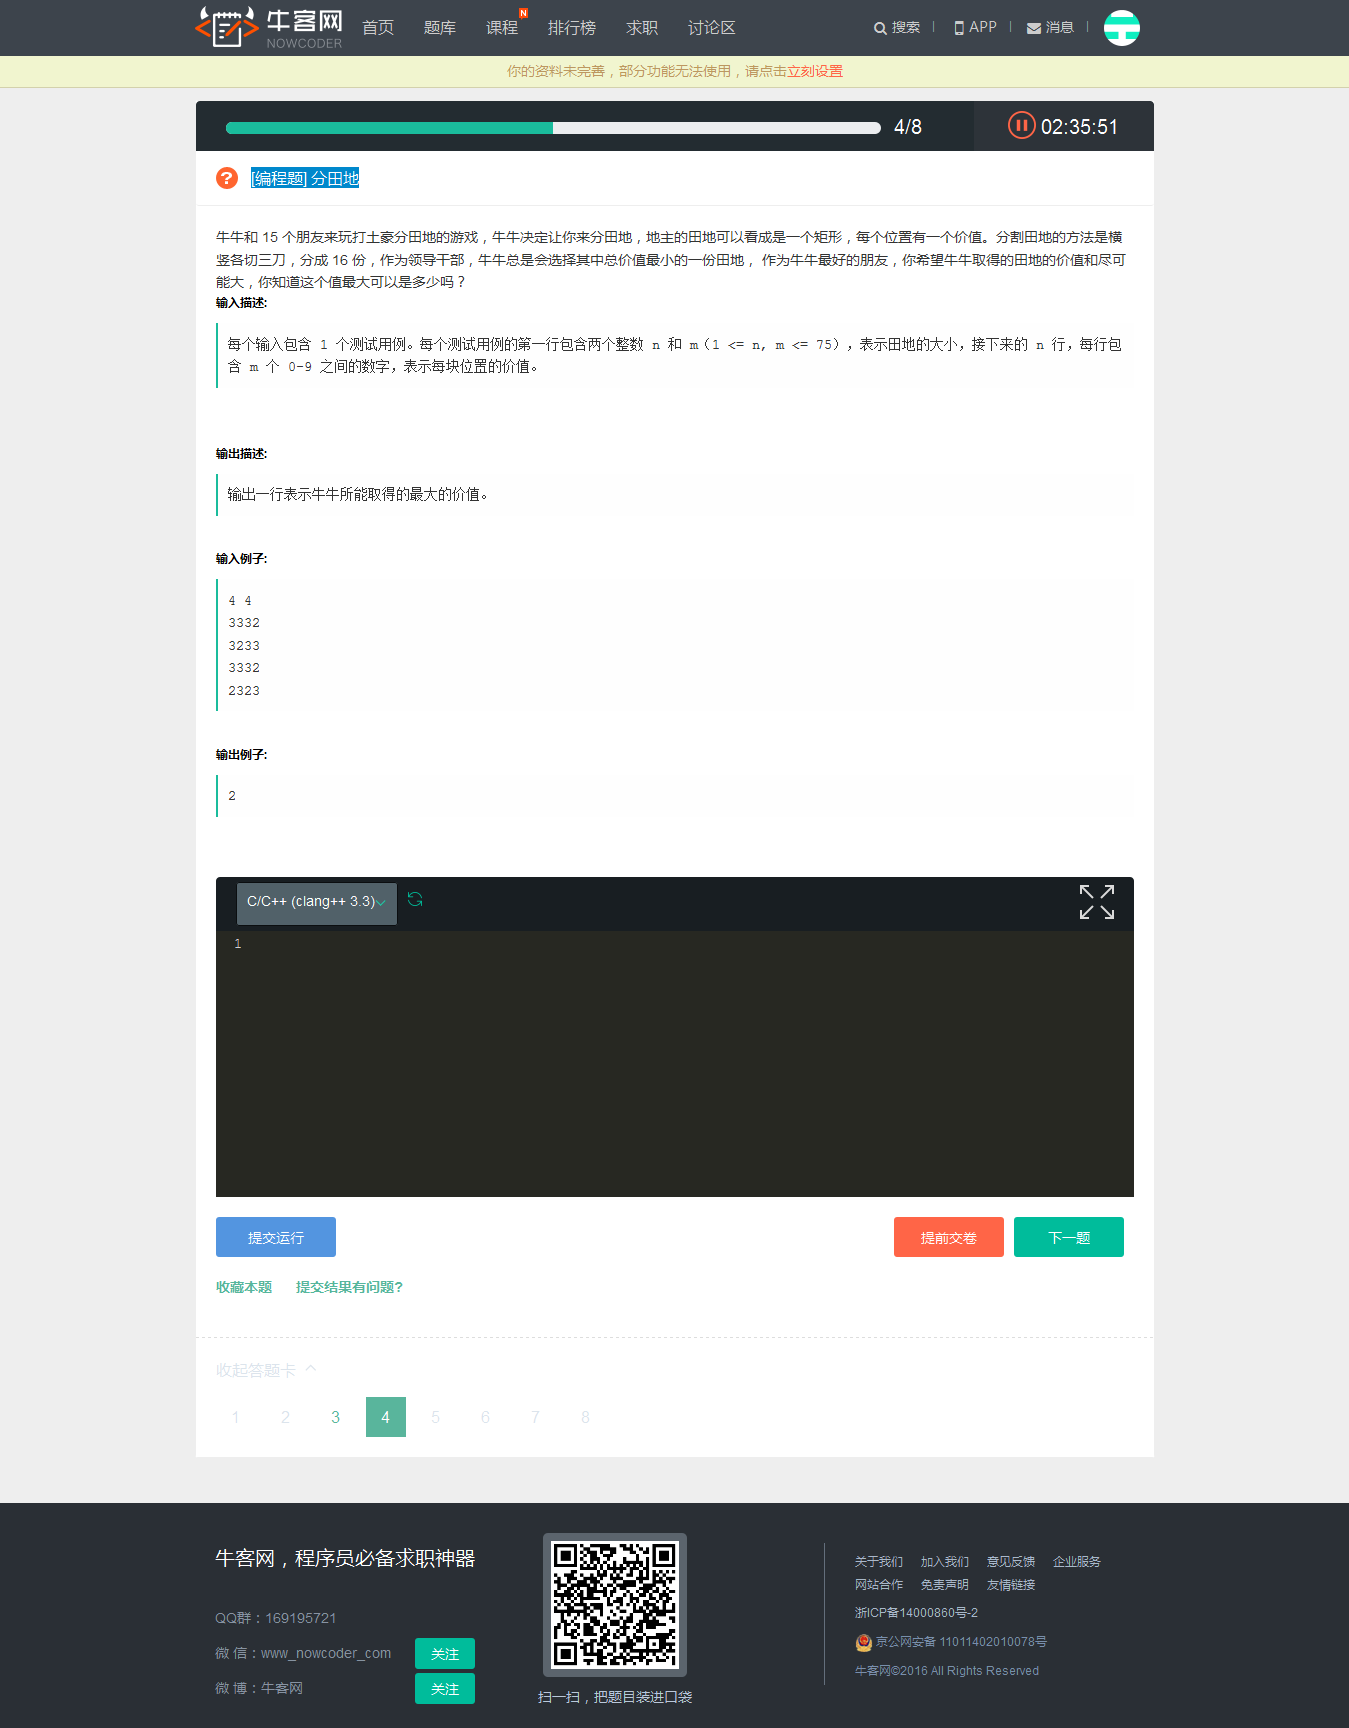 牛客网
NOWCODER
首页 题库 课程 N 排行榜 求职 讨论区 搜索 APP 消息
你的资料未完善，部分功能无法使用，请点击立刻设置
4/8 02:35:51
[编程题] 分田地
牛牛和 15 个朋友来玩打土豪分田地的游戏，牛牛决定让你来分田地，地主的田地可以看成是一个矩形，每个位置有一个价值。分割田地的方法是横
竖各切三刀，分成 16 份，作为领导干部，牛牛总是会选择其中总价值最小的一份田地， 作为牛牛最好的朋友，你希望牛牛取得的田地的价值和尽可
能大，你知道这个值最大可以是多少吗？
输入描述:
每个输入包含 1 个测试用例。每个测试用例的第一行包含两个整数 n 和 m（1 <= n, m <= 75），表示田地的大小，接下来的 n 行，每行包
含 m 个 0-9 之间的数字，表示每块位置的价值。
输出描述:
输出一行表示牛牛所能取得的最大的价值。
输入例子:
4 4
3332
3233
3332
2323
输出例子:
2
C/C++ (clang++ 3.3)
1
提交运行 提前交卷 下一题
收藏本题 提交结果有问题?
收起答题卡
1 2 3 4 5 6 7 8
牛客网，程序员必备求职神器
QQ群：169195721
微 信：www_nowcoder_com 关注
微 博：牛客网 关注
扫一扫，把题目装进口袋
关于我们 加入我们 意见反馈 企业服务
网站合作 免责声明 友情链接
浙ICP备14000860号-2
京公网安备 11011402010078号
牛客网©2016 All Rights Reserved